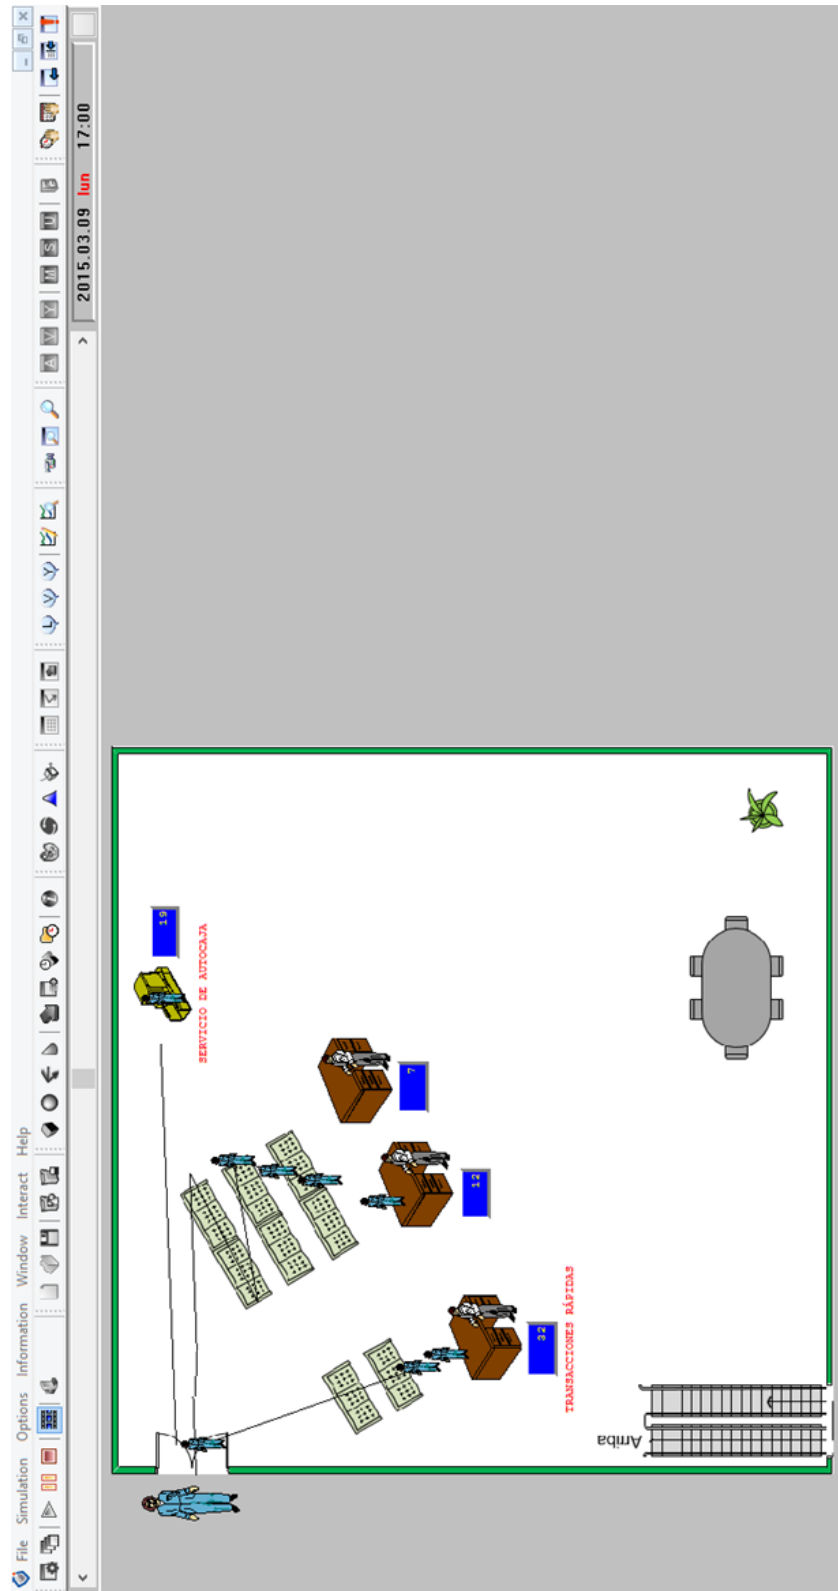 File Simulation Options Information Window Interact Help
L V Y
A W Y M S U
2015.03.09 lun 17:00
19
SERVICIO DE AUTOCAJA
7
12
32
TRANSACCIONES RÁPIDAS
Arriba